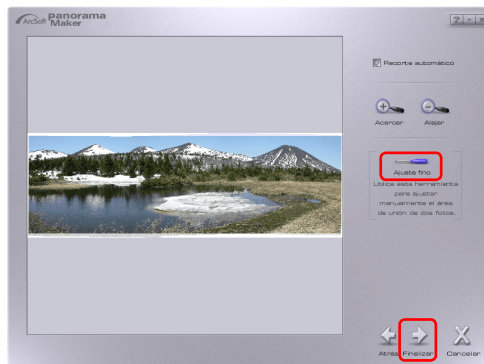 ArcSoft Panorama
Maker
Recorte automático
Acercar Alejar
Ajuste fino
Utilice esta herramienta
para ajustar
manualmente el área
de unión de dos fotos.
Atrás Finalizar Cancelar